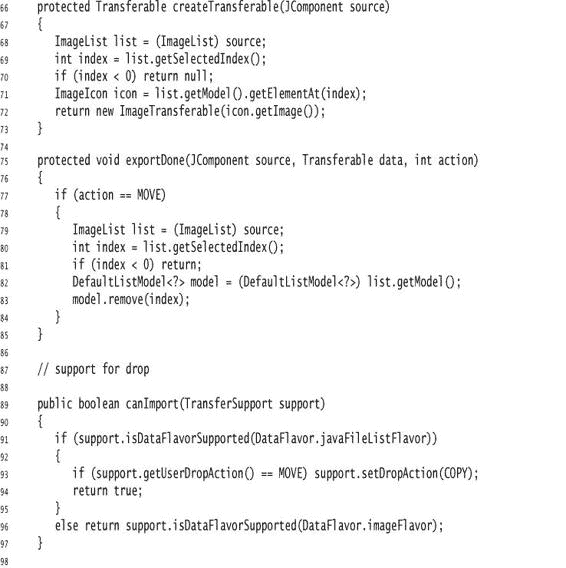 66 protected Transferable createTransferable(JComponent source)
67 {
68 ImageList list = (ImageList) source;
69 int index = list.getSelectedIndex();
70 if (index < 0) return null;
71 ImageIcon icon = list.getModel().getElementAt(index);
72 return new ImageTransferable(icon.getImage());
73 }
74
75 protected void exportDone(JComponent source, Transferable data, int action)
76 {
77 if (action == MOVE)
78 {
79 ImageList list = (ImageList) source;
80 int index = list.getSelectedIndex();
81 if (index < 0) return;
82 DefaultListModel<?> model = (DefaultListModel<?>) list.getModel();
83 model.remove(index);
84 }
85 }
86
87 // support for drop
88
89 public boolean canImport(TransferSupport support)
90 {
91 if (support.isDataFlavorSupported(DataFlavor.javaFileListFlavor))
92 {
93 if (support.getUserDropAction() == MOVE) support.setDropAction(COPY);
94 return true;
95 }
96 else return support.isDataFlavorSupported(DataFlavor.imageFlavor);
97 }
98